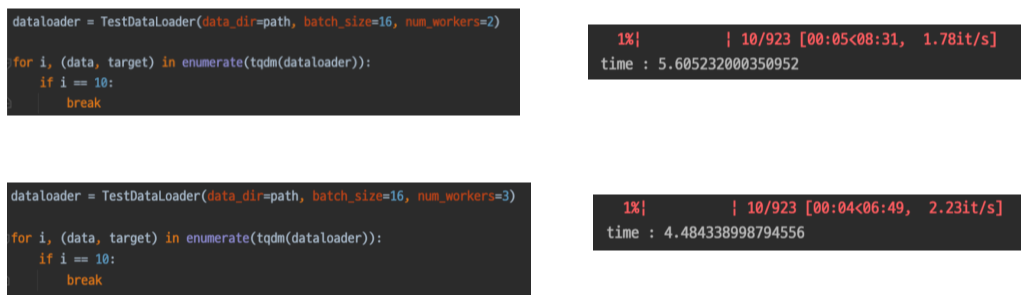 dataloader = TestDataLoader(data_dir=path, batch_size=16, num_workers=2)
for i, (data, target) in enumerate(tqdm(dataloader)):
if i == 10:
break
1%¦ ¦ 10/923 [00:05<08:31, 1.78it/s]
time : 5.605232000350952
dataloader = TestDataLoader(data_dir=path, batch_size=16, num_workers=3)
for i, (data, target) in enumerate(tqdm(dataloader)):
if i == 10:
break
1%¦ ¦ 10/923 [00:04<06:49, 2.23it/s]
time : 4.484338998794556